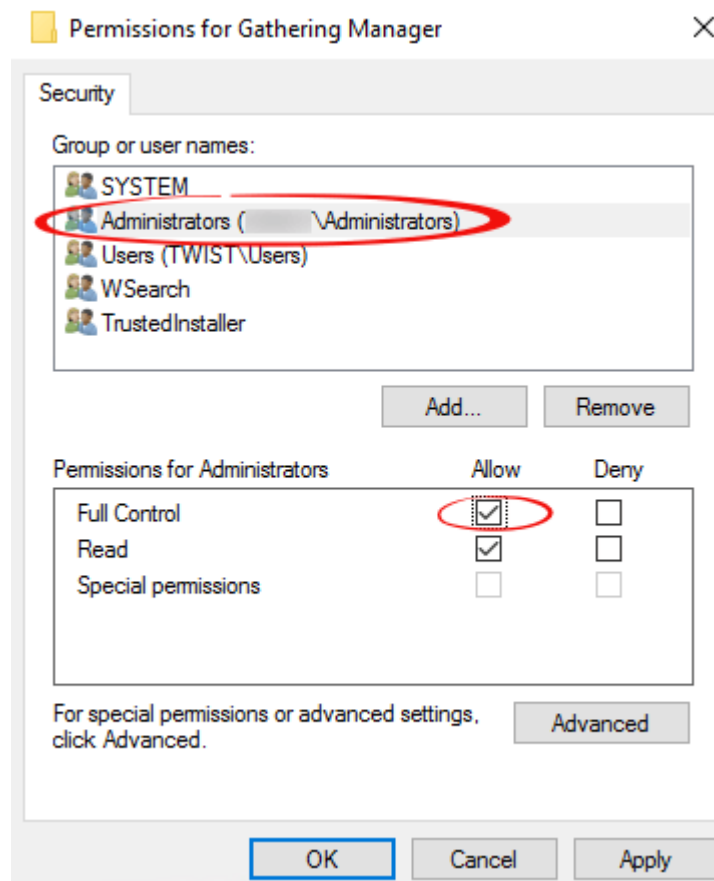 Permissions for Gathering Manager
Security
Group or user names:
SYSTEM
Administrators ( \Administrators)
Users (TWIST\Users)
WSearch
TrustedInstaller
Add... Remove
Permissions for Administrators Allow Deny
Full Control
Read
Special permissions
For special permissions or advanced settings, Advanced
click Advanced.
OK Cancel Apply